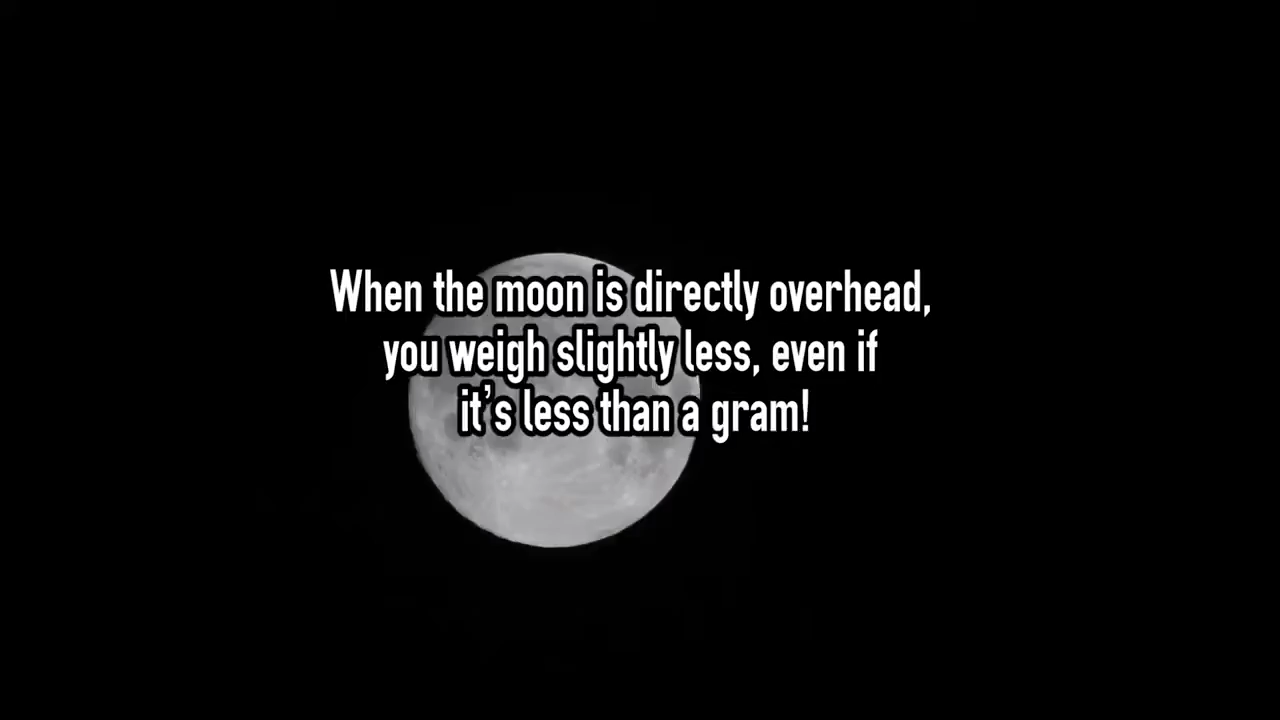 When the moon is directly overhead,
you weigh slightly less, even if
it’s less than a gram!